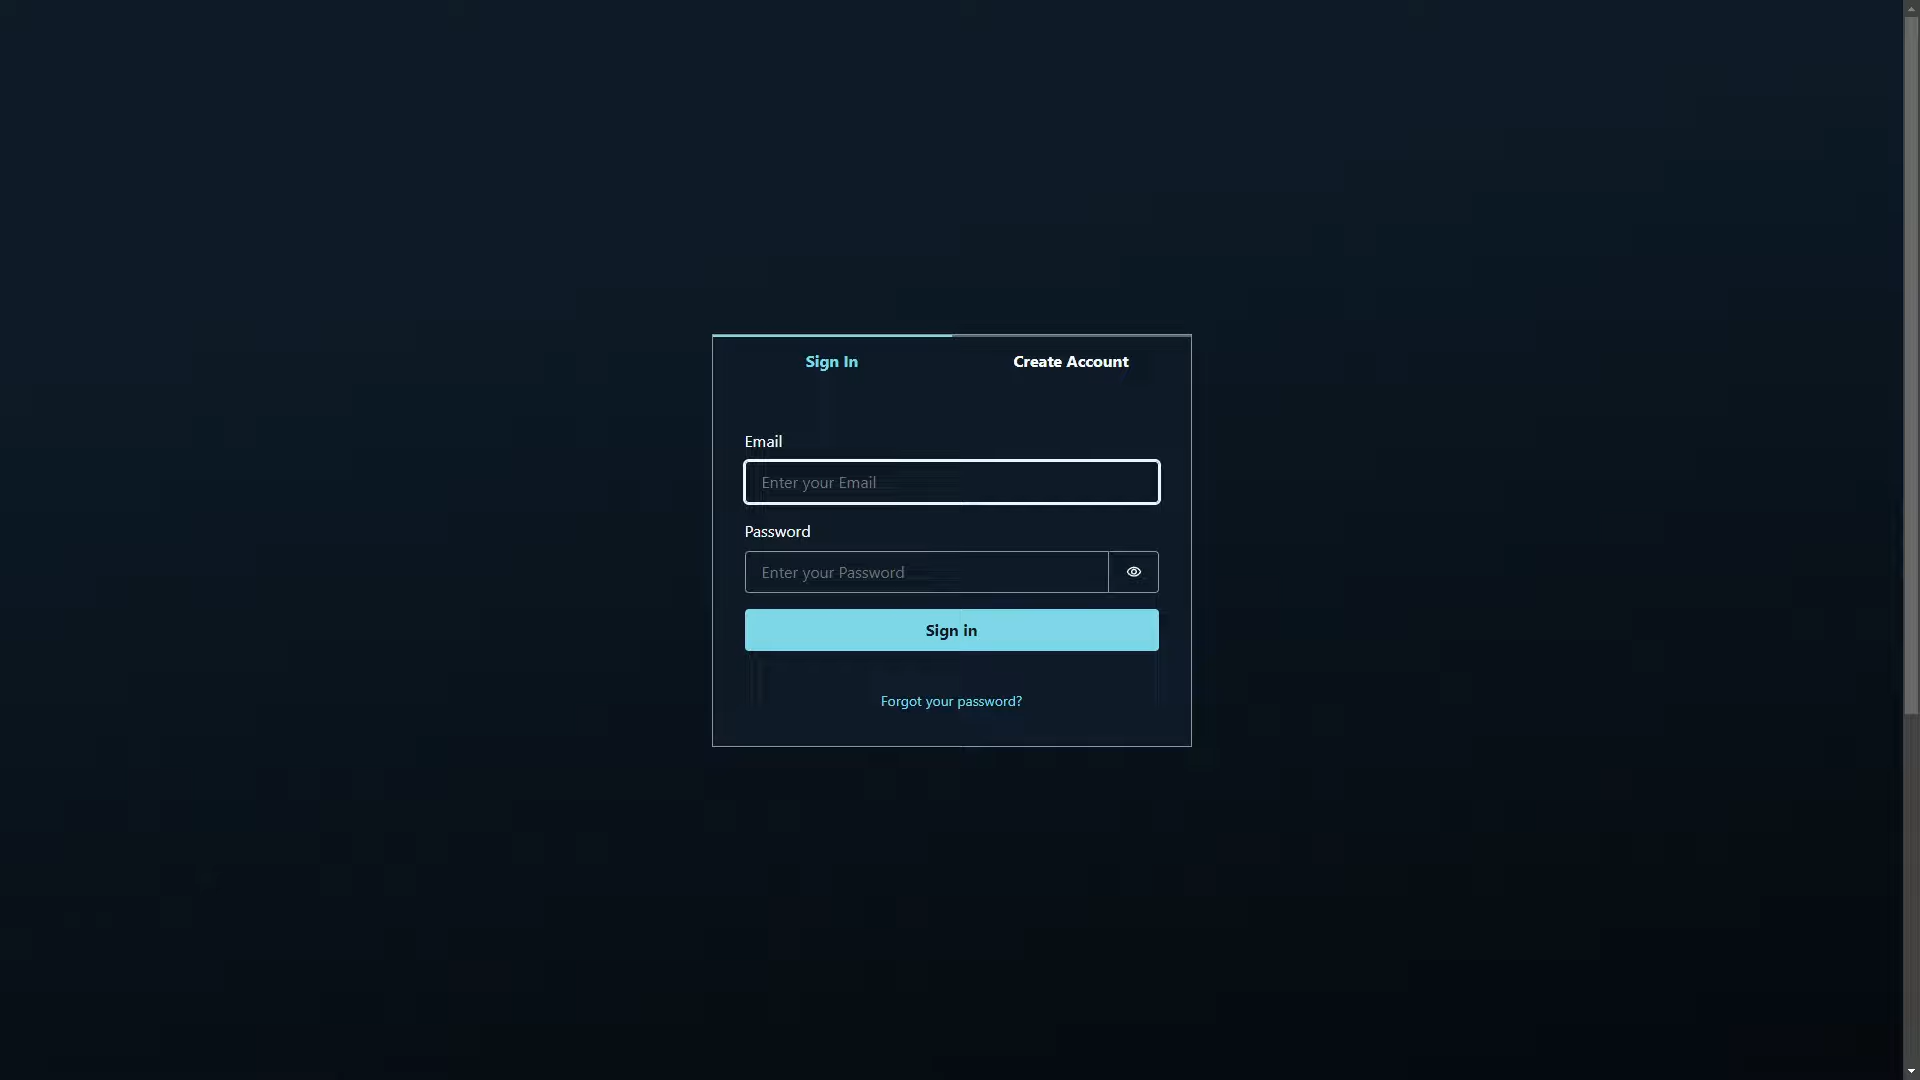 Sign In
Create Account
Email
Enter your Email
Password
Enter your Password
Sign in
Forgot your password?